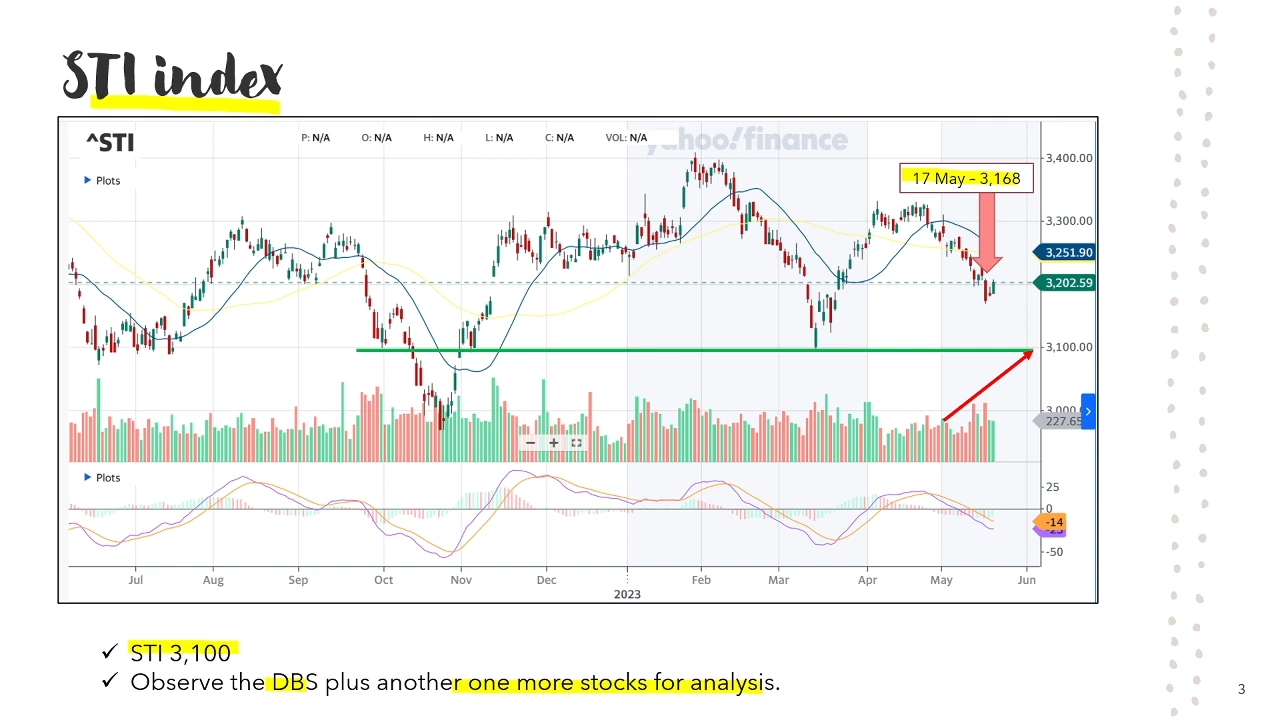 STI index
^STI
P: N/A O: N/A H: N/A L: N/A C: N/A VOL: N/A
yahoo!finance
Plots
17 May – 3,168
3,400.00
3,300.00
3,251.90
3,202.59
3,100.00
3,000
227.65
Plots
25
0
-14
-50
Jul Aug Sep Oct Nov Dec Feb Mar Apr May Jun
2023
STI 3,100
Observe the DBS plus another one more stocks for analysis.
3